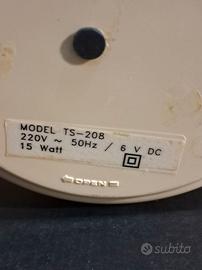 MODEL TS-208
220V ~ 50Hz / 6 V DC
15 Watt
OPEN
subito